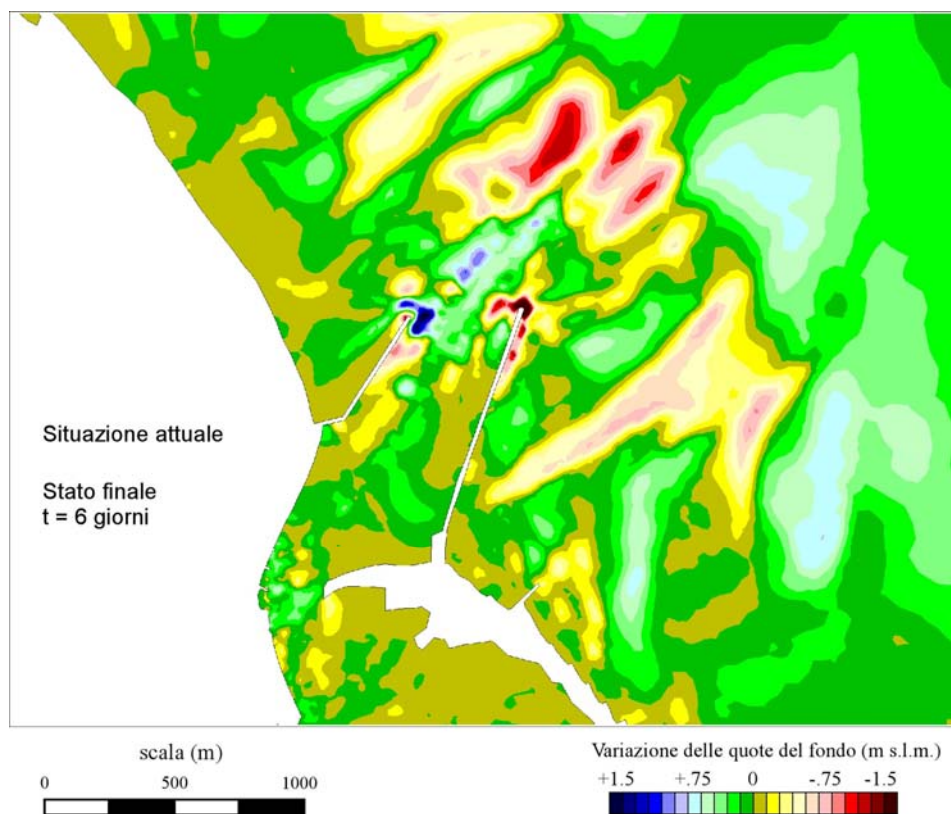 Situazione attuale
Stato finale
t = 6 giorni
scala (m)
0 500 1000
Variazione delle quote del fondo (m s.l.m.)
+1.5 +.75 0 -.75 -1.5